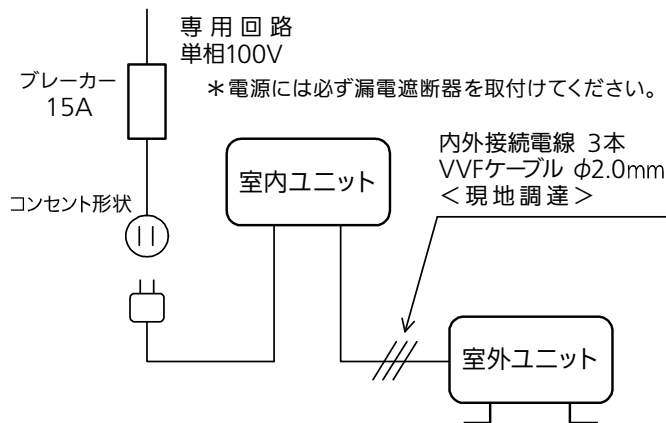 専用回路
単相100V
ブレーカー
15A
＊電源には必ず漏電遮断器を取付けてください。
内外接続電線 3本
VVFケーブル φ2.0mm
＜現地調達＞
室内ユニット
コンセント形状
室外ユニット